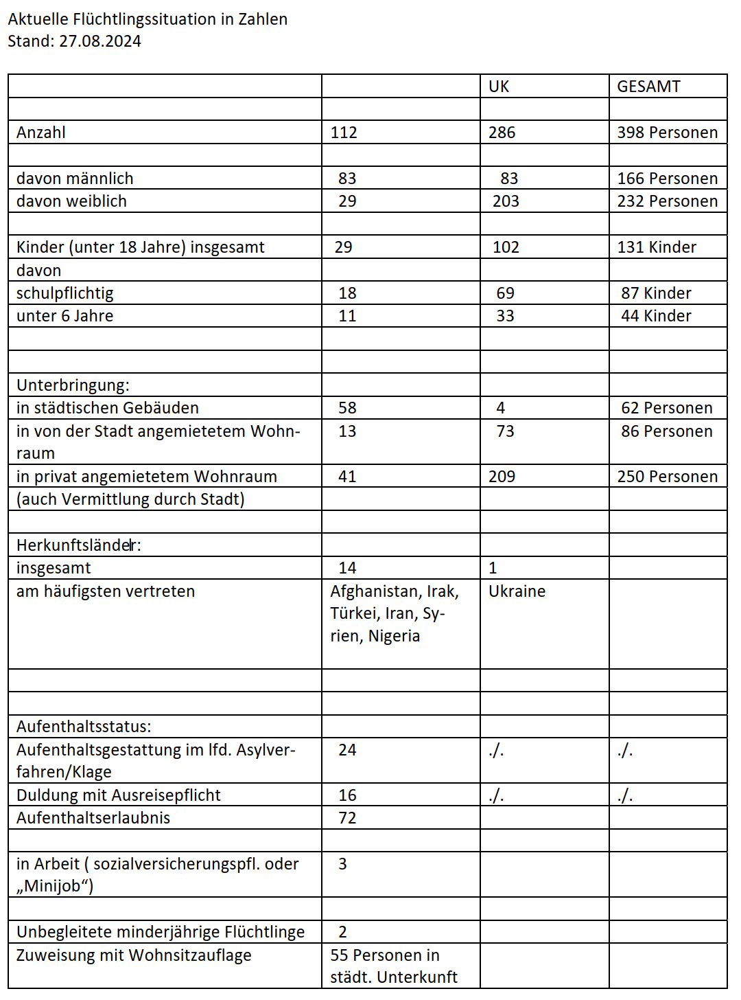 Aktuelle Flüchtlingssituation in Zahlen
Stand: 27.08.2024
UK GESAMT
Anzahl 112 286 398 Personen
davon männlich 83 83 166 Personen
davon weiblich 29 203 232 Personen
Kinder (unter 18 Jahre) insgesamt 29 102 131 Kinder
davon
schulpflichtig 18 69 87 Kinder
unter 6 Jahre 11 33 44 Kinder
Unterbringung:
in städtischen Gebäuden 58 4 62 Personen
in von der Stadt angemietetem Wohn- 13 73 86 Personen
raum
in privat angemietetem Wohnraum 41 209 250 Personen
(auch Vermittlung durch Stadt)
Herkunftsländer:
insgesamt 14 1
am häufigsten vertreten Afghanistan, Irak, Ukraine
Türkei, Iran, Sy-
rien, Nigeria
Aufenthaltsstatus:
Aufenthaltsgestattung im lfd. Asylver- 24 ./. ./.
fahren/Klage
Duldung mit Ausreisepflicht 16 ./. ./.
Aufenthaltserlaubnis 72
in Arbeit ( sozialversicherungspfl. oder 3
„Minijob“)
Unbegleitete minderjährige Flüchtlinge 2
Zuweisung mit Wohnsitzauflage 55 Personen in
städt. Unterkunft